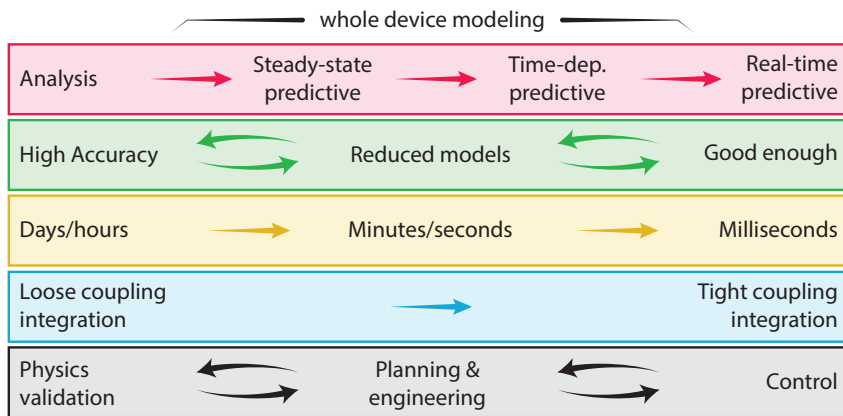 whole device modeling
Analysis
Steady-state
predictive
Time-dep.
predictive
Real-time
predictive
High Accuracy
Reduced models
Good enough
Days/hours
Minutes/seconds
Milliseconds
Loose coupling
integration
Tight coupling
integration
Physics
validation
Planning &
engineering
Control